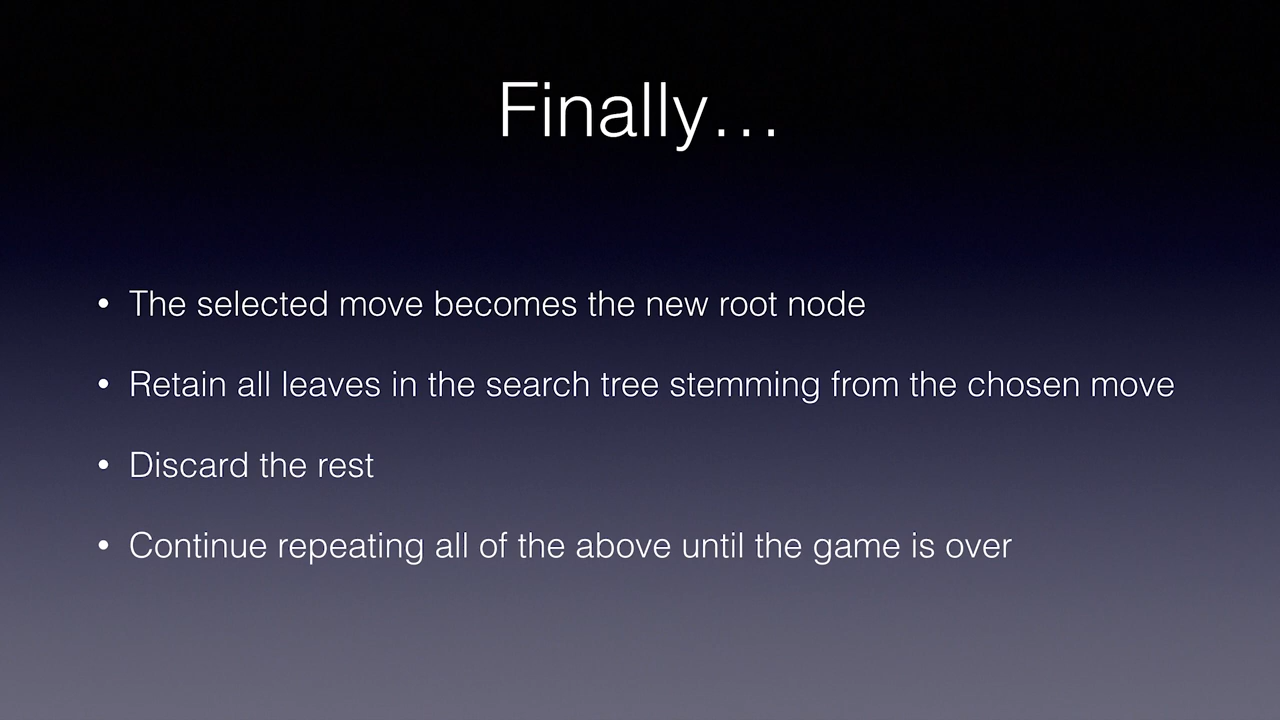 Finally…
• The selected move becomes the new root node
• Retain all leaves in the search tree stemming from the chosen move
• Discard the rest
• Continue repeating all of the above until the game is over